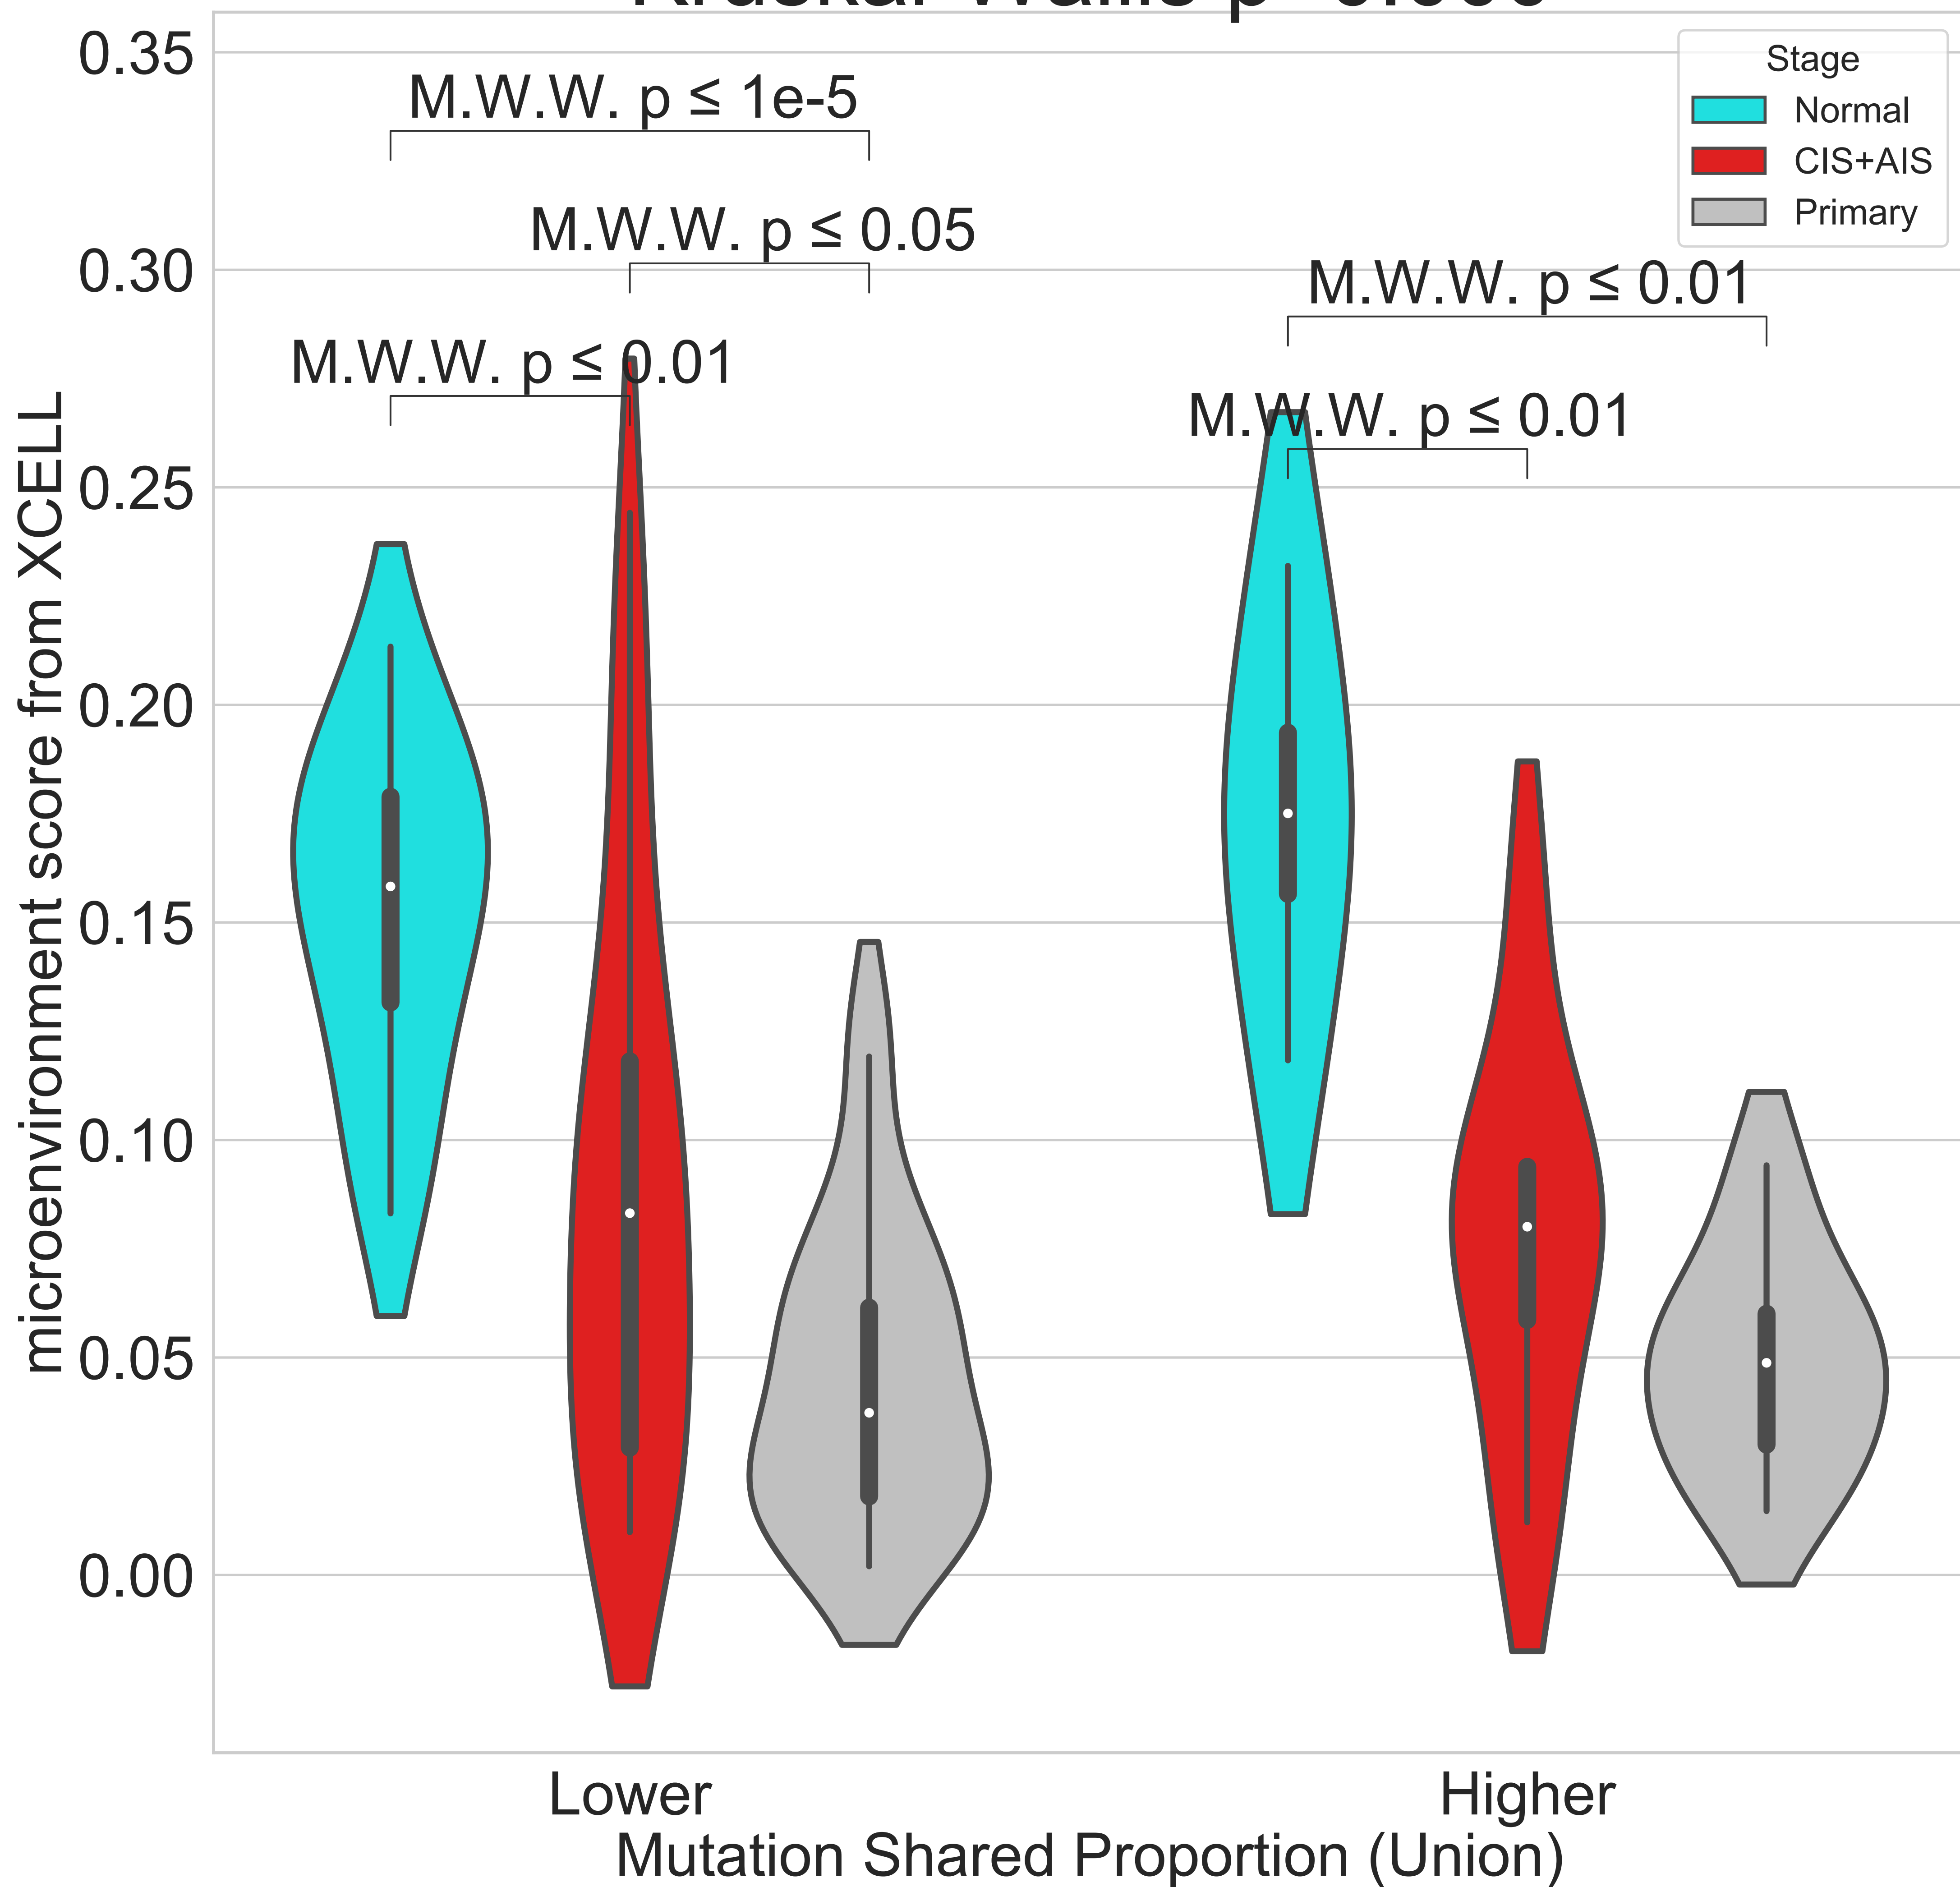 0.35
0.30
0.25
0.20
0.15
0.10
0.05
0.00
microenvironment score from XCELL
M.W.W. p ≤ 1e-5
M.W.W. p ≤ 0.05
M.W.W. p ≤ 0.01
M.W.W. p ≤ 0.01
M.W.W. p ≤ 0.01
Stage
Normal
CIS+AIS
Primary
Lower
Higher
Mutation Shared Proportion (Union)